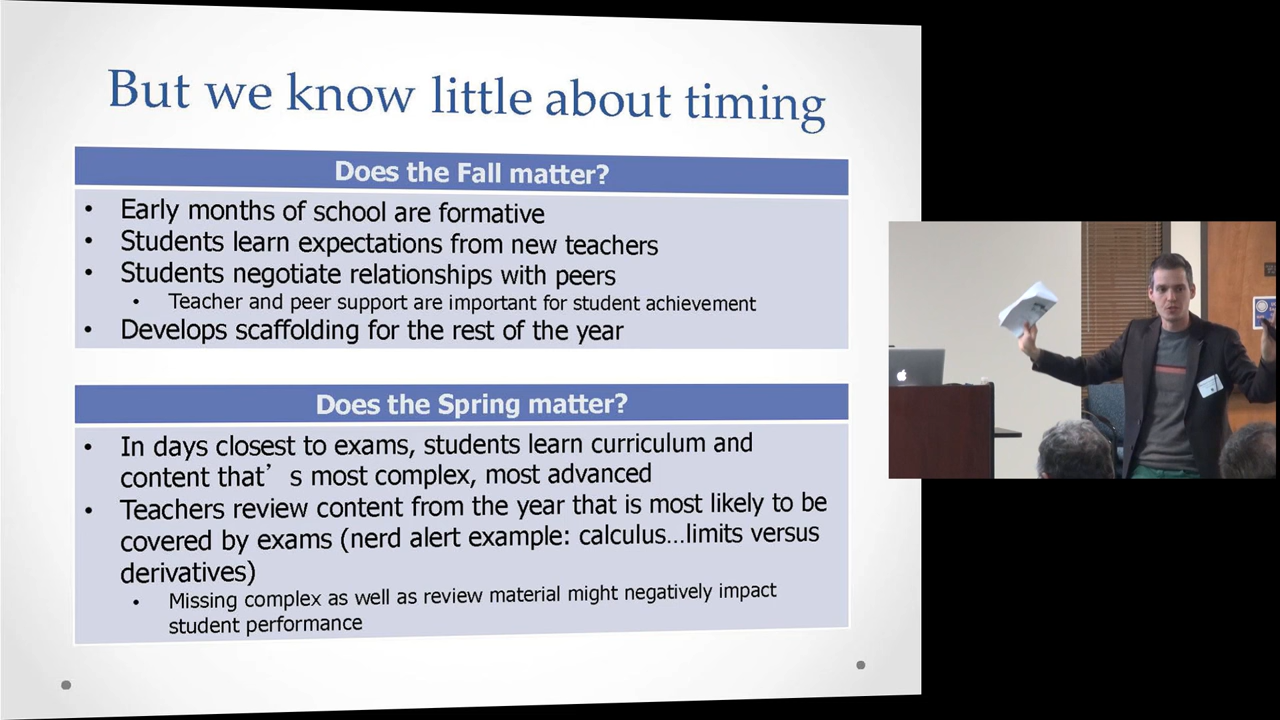 But we know little about timing
Does the Fall matter?
• Early months of school are formative
• Students learn expectations from new teachers
• Students negotiate relationships with peers
• Teacher and peer support are important for student achievement
• Develops scaffolding for the rest of the year
Does the Spring matter?
• In days closest to exams, students learn curriculum and
content that’ s most complex, most advanced
• Teachers review content from the year that is most likely to be
covered by exams (nerd alert example: calculus...limits versus
derivatives)
• Missing complex as well as review material might negatively impact
student performance